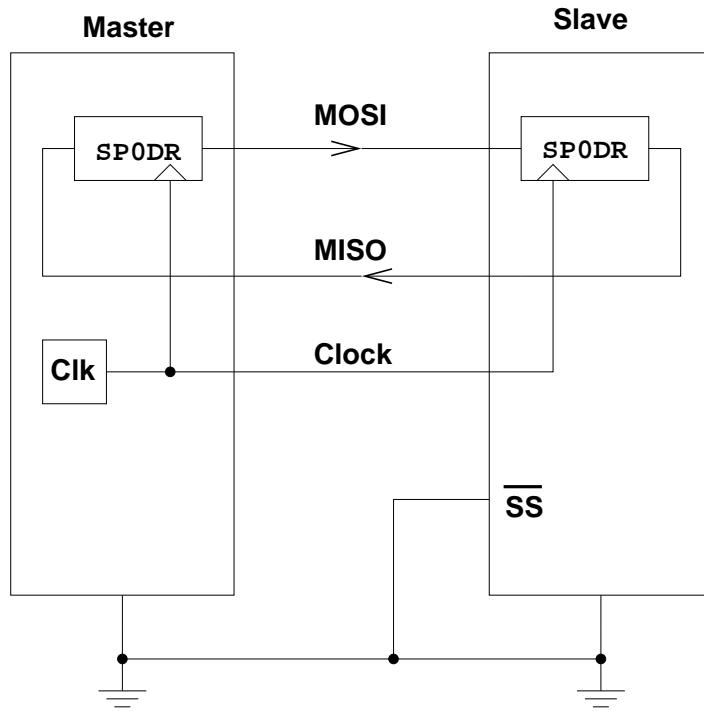 Master
Slave
MOSI
SP0DR
SP0DR
MISO
Clk
Clock
SS